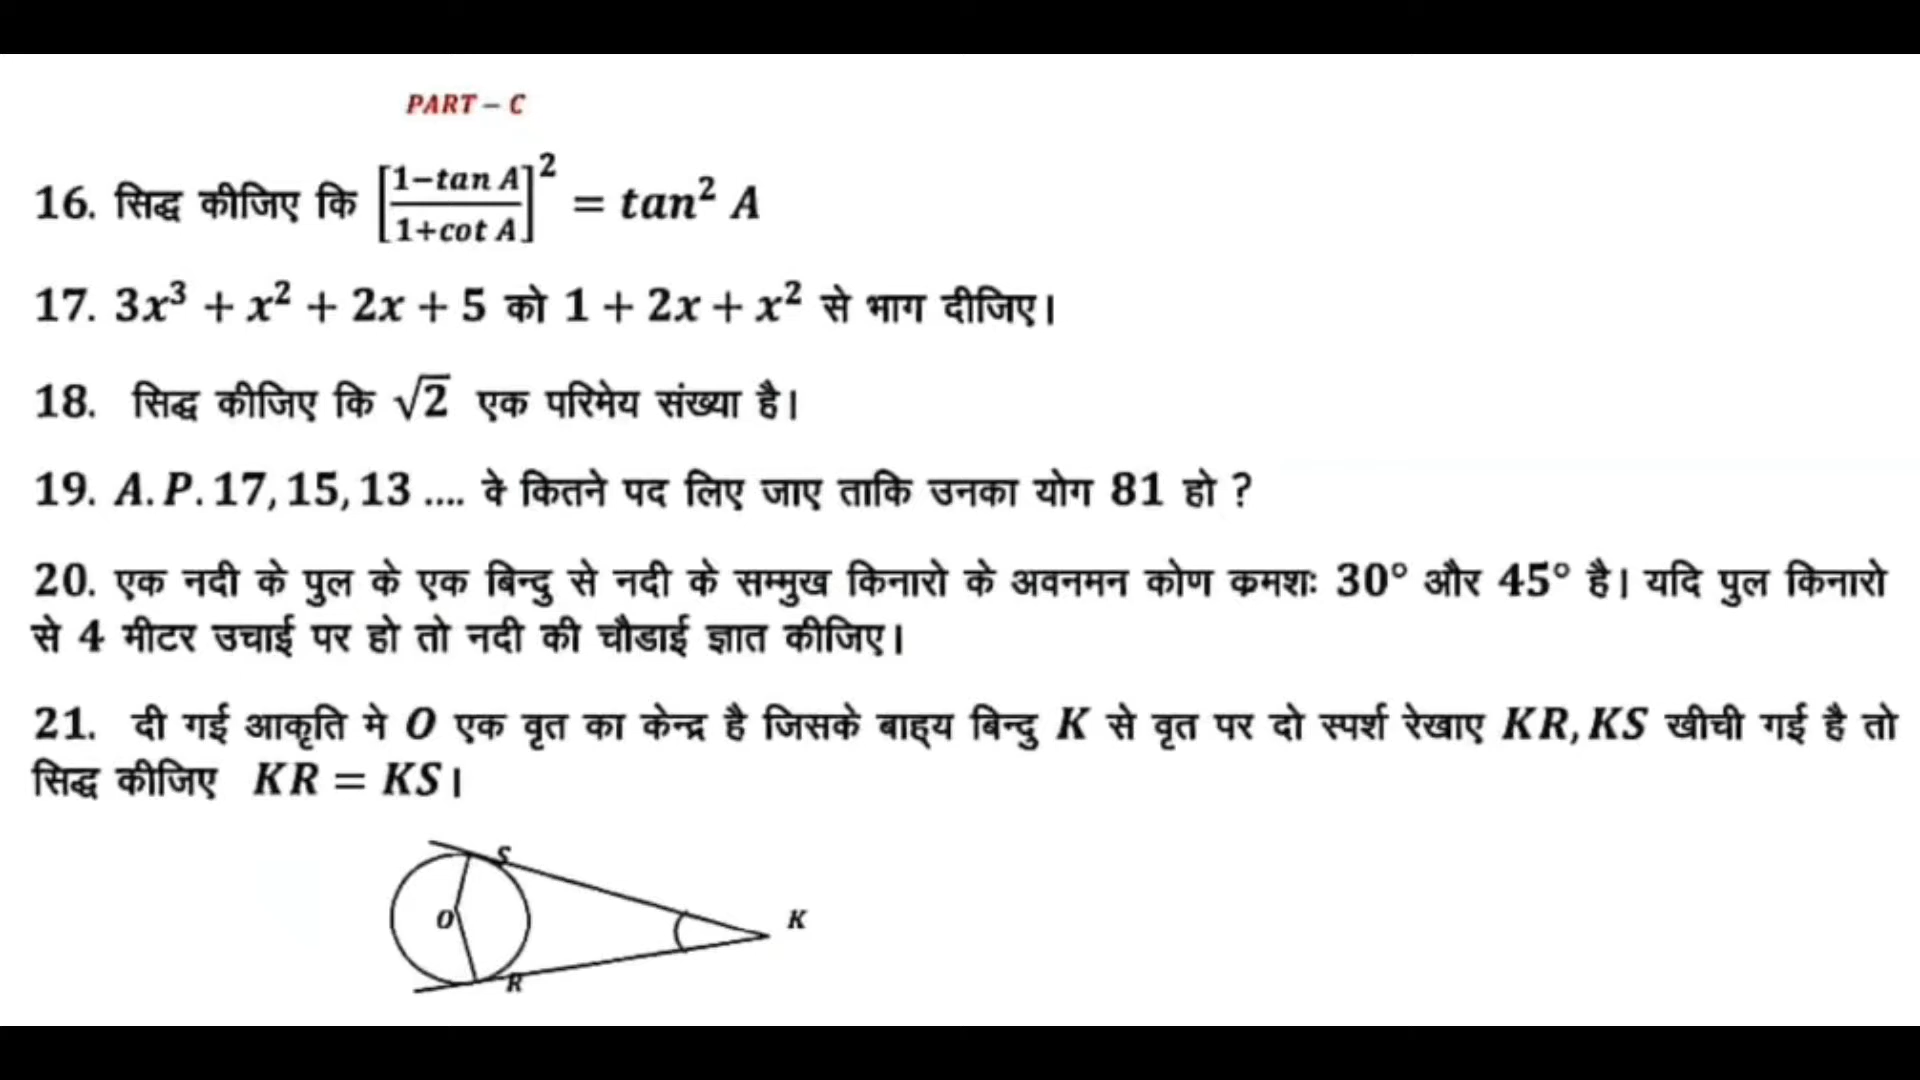 PART – C
16. सिद्ध कीजिए कि [1−tan A / 1+cot A]² = tan² A
17. 3x³ + x² + 2x + 5 को 1 + 2x + x² से भाग दीजिए।
18. सिद्ध कीजिए कि √2 एक परिमेय संख्या है।
19. A. P. 17, 15, 13 .... के कितने पद लिए जाए ताकि उनका योग 81 हो ?
20. एक नदी के पुल के एक बिन्दु से नदी के सम्मुख किनारो के अवनमन कोण क्रमशः 30° और 45° है। यदि पुल किनारो
से 4 मीटर उचाई पर हो तो नदी की चौडाई ज्ञात कीजिए।
21. दी गई आकृति मे O एक वृत का केन्द्र है जिसके बाह्य बिन्दु K से वृत पर दो स्पर्श रेखाए KR, KS खीची गई है तो
सिद्ध कीजिए KR = KS।
S
O
K
R